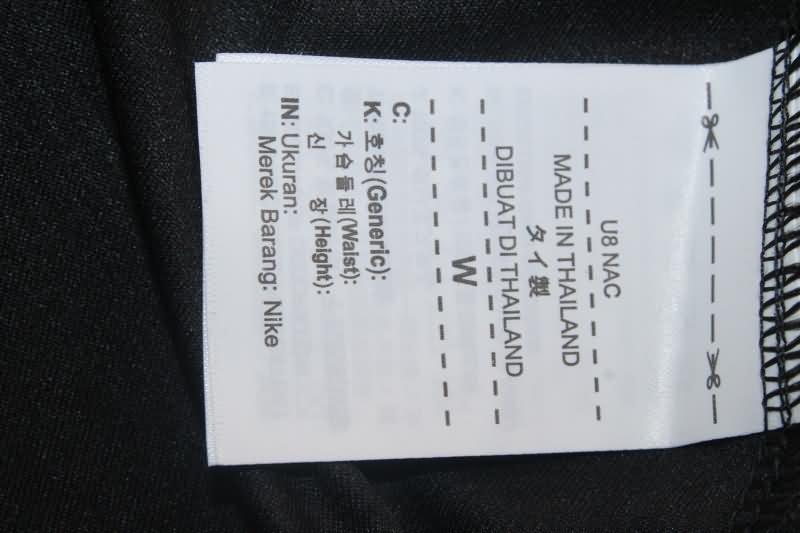 U8 NAC
MADE IN THAILAND
タイ製
DIBUAT DI THAILAND
W
C:
K: 호칭(Generic):
가슴둘레(Waist):
신 장(Height):
IN: Ukuran:
Merek Barang: Nike